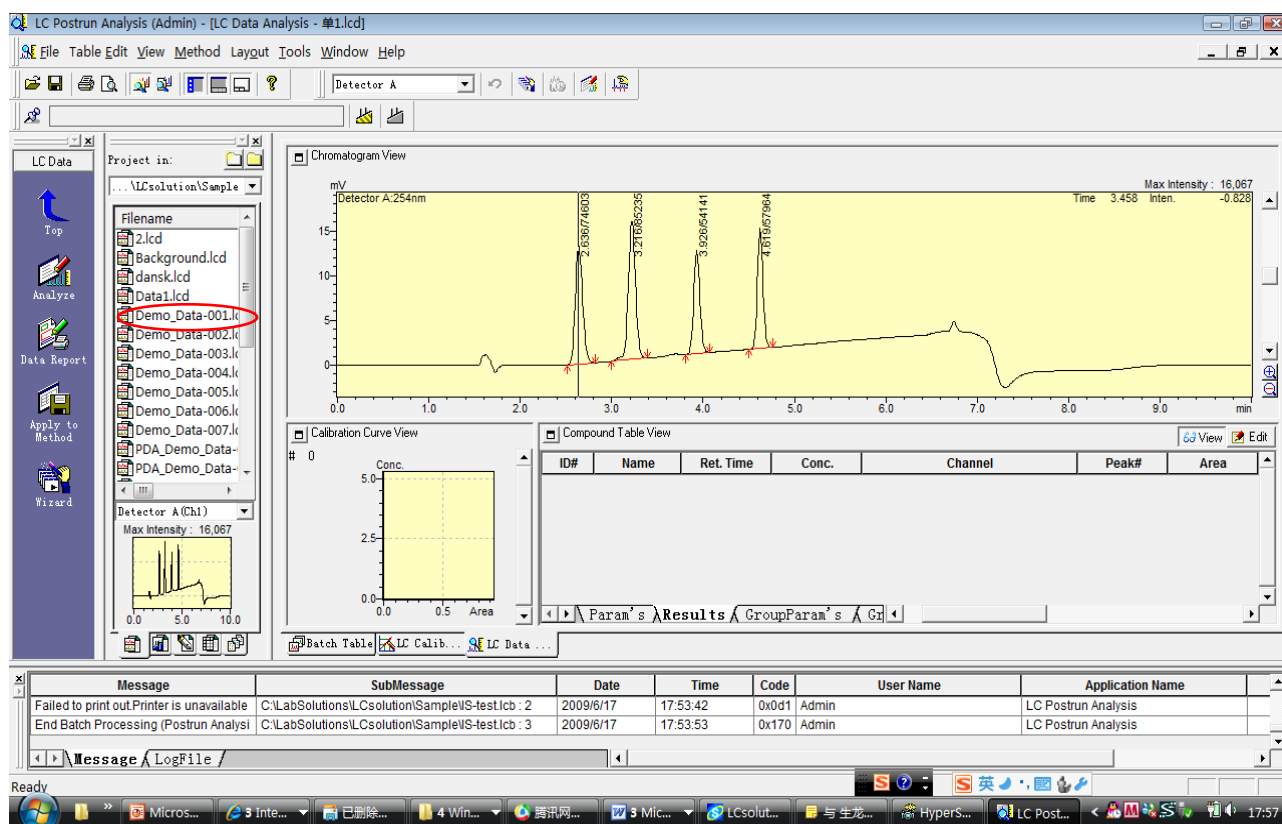 LC Postrun Analysis (Admin) - [LC Data Analysis - 单1.lcd]
File Table Edit View Method Layout Tools Window Help
Detector A
LC Data
Top
Analyze
Data Report
Apply to
Method
Wizard
Project in:
...\LCsolution\Sample
Filename
2.lcd
Background.lcd
dansk.lcd
Data1.lcd
Demo_Data-001.lc
Demo_Data-002.lc
Demo_Data-003.lc
Demo_Data-004.lc
Demo_Data-005.lc
Demo_Data-006.lc
Demo_Data-007.lc
PDA_Demo_Data-
PDA_Demo_Data-
Detector A(Ch1)
Max Intensity : 16,067
0.0 5.0 10.0
Chromatogram View
mV
Detector A:254nm
Max Intensity : 16,067
Time 3.458 Inten. -0.828
2.636/74603
3.216/85235
3.926/54141
4.619/57964
15
10
5
0
0.0 1.0 2.0 3.0 4.0 5.0 6.0 7.0 8.0 9.0 min
Calibration Curve View
# 0
Conc.
5.0
2.5
0.0
0.0 0.5 Area
Compound Table View
View Edit
ID# Name Ret. Time Conc. Channel Peak# Area
Param's Results GroupParam's Gr
Batch Table LC Calib... LC Data ...
Message SubMessage Date Time Code User Name Application Name
Failed to print out.Printer is unavailable C:\LabSolutions\LCsolution\Sample\IS-test.lcb : 2 2009/6/17 17:53:42 0x0d1 Admin LC Postrun Analysis
End Batch Processing (Postrun Analysi C:\LabSolutions\LCsolution\Sample\IS-test.lcb : 3 2009/6/17 17:53:53 0x170 Admin LC Postrun Analysis
Message LogFile
Ready
英
Micros... 3 Inte... 已删除... 4 Win... 腾讯网... 3 Mic... LCsolut... 与 生龙... HyperS... LC Post... 17:57